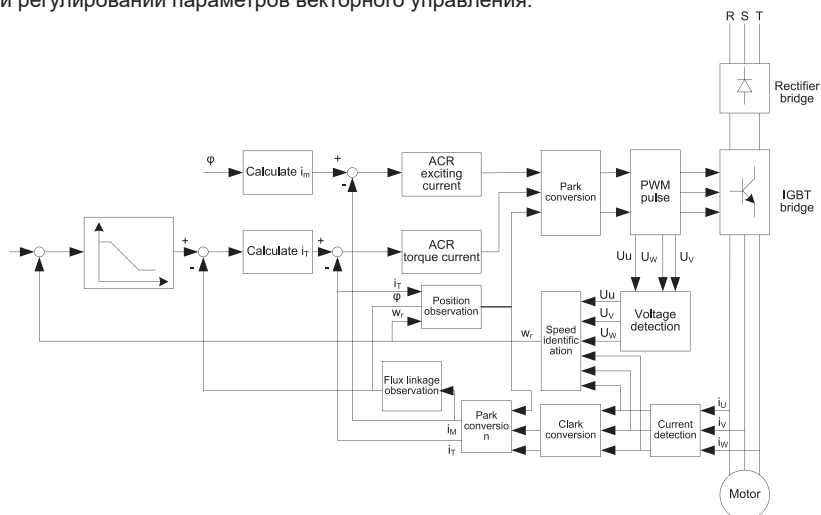 и регулировании параметров векторного управления.
R S T
Rectifier
bridge
φ
Calculate im
+
-
ACR
exciting
current
Park
conversion
PWM
pulse
IGBT
bridge
+
-
Calculate iT
+
-
ACR
torque current
Uu UW UV
iT
φ
wr
Position
observation
wr
Speed
identific
ation
Uu
UV
UW
Voltage
detection
Flux linkage
observation
iM
iT
Park
conversio
n
Clark
conversion
Current
detection
iU
iV
iW
Motor